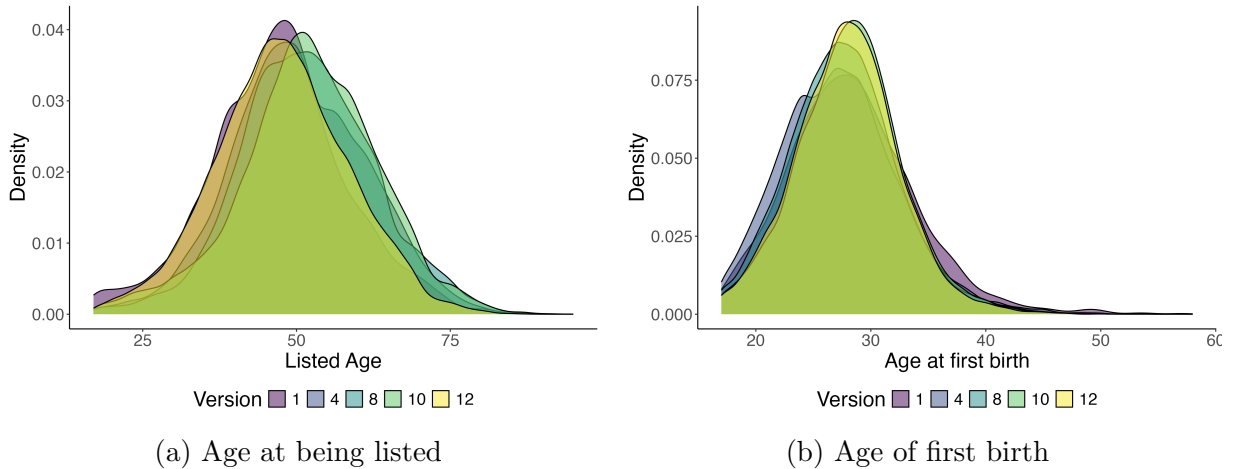 Density
0.04
0.03
0.02
0.01
0.00
25 50 75
Listed Age
Version 1 4 8 10 12
(a) Age at being listed
Density
0.075
0.050
0.025
0.000
20 30 40 50 60
Age at first birth
Version 1 4 8 10 12
(b) Age of first birth